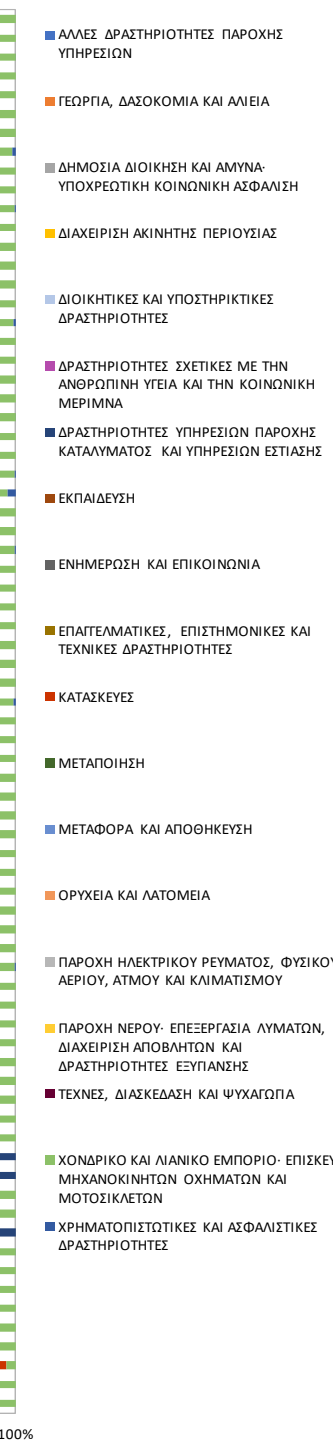 ΑΛΛΕΣ ΔΡΑΣΤΗΡΙΟΤΗΤΕΣ ΠΑΡΟΧΗΣ
ΥΠΗΡΕΣΙΩΝ
ΓΕΩΡΓΙΑ, ΔΑΣΟΚΟΜΙΑ ΚΑΙ ΑΛΙΕΙΑ
ΔΗΜΟΣΙΑ ΔΙΟΙΚΗΣΗ ΚΑΙ ΑΜΥΝΑ·
ΥΠΟΧΡΕΩΤΙΚΗ ΚΟΙΝΩΝΙΚΗ ΑΣΦΑΛΙΣΗ
ΔΙΑΧΕΙΡΙΣΗ ΑΚΙΝΗΤΗΣ ΠΕΡΙΟΥΣΙΑΣ
ΔΙΟΙΚΗΤΙΚΕΣ ΚΑΙ ΥΠΟΣΤΗΡΙΚΤΙΚΕΣ
ΔΡΑΣΤΗΡΙΟΤΗΤΕΣ
ΔΡΑΣΤΗΡΙΟΤΗΤΕΣ ΣΧΕΤΙΚΕΣ ΜΕ ΤΗΝ
ΑΝΘΡΩΠΙΝΗ ΥΓΕΙΑ ΚΑΙ ΤΗΝ ΚΟΙΝΩΝΙΚΗ
ΜΕΡΙΜΝΑ
ΔΡΑΣΤΗΡΙΟΤΗΤΕΣ ΥΠΗΡΕΣΙΩΝ ΠΑΡΟΧΗΣ
ΚΑΤΑΛΥΜΑΤΟΣ ΚΑΙ ΥΠΗΡΕΣΙΩΝ ΕΣΤΙΑΣΗΣ
ΕΚΠΑΙΔΕΥΣΗ
ΕΝΗΜΕΡΩΣΗ ΚΑΙ ΕΠΙΚΟΙΝΩΝΙΑ
ΕΠΑΓΓΕΛΜΑΤΙΚΕΣ, ΕΠΙΣΤΗΜΟΝΙΚΕΣ ΚΑΙ
ΤΕΧΝΙΚΕΣ ΔΡΑΣΤΗΡΙΟΤΗΤΕΣ
ΚΑΤΑΣΚΕΥΕΣ
ΜΕΤΑΠΟΙΗΣΗ
ΜΕΤΑΦΟΡΑ ΚΑΙ ΑΠΟΘΗΚΕΥΣΗ
ΟΡΥΧΕΙΑ ΚΑΙ ΛΑΤΟΜΕΙΑ
ΠΑΡΟΧΗ ΗΛΕΚΤΡΙΚΟΥ ΡΕΥΜΑΤΟΣ, ΦΥΣΙΚΟΥ
ΑΕΡΙΟΥ, ΑΤΜΟΥ ΚΑΙ ΚΛΙΜΑΤΙΣΜΟΥ
ΠΑΡΟΧΗ ΝΕΡΟΥ· ΕΠΕΞΕΡΓΑΣΙΑ ΛΥΜΑΤΩΝ,
ΔΙΑΧΕΙΡΙΣΗ ΑΠΟΒΛΗΤΩΝ ΚΑΙ
ΔΡΑΣΤΗΡΙΟΤΗΤΕΣ ΕΞΥΓΙΑΝΣΗΣ
ΤΕΧΝΕΣ, ΔΙΑΣΚΕΔΑΣΗ ΚΑΙ ΨΥΧΑΓΩΓΙΑ
ΧΟΝΔΡΙΚΟ ΚΑΙ ΛΙΑΝΙΚΟ ΕΜΠΟΡΙΟ· ΕΠΙΣΚΕΥ
ΜΗΧΑΝΟΚΙΝΗΤΩΝ ΟΧΗΜΑΤΩΝ ΚΑΙ
ΜΟΤΟΣΙΚΛΕΤΩΝ
ΧΡΗΜΑΤΟΠΙΣΤΩΤΙΚΕΣ ΚΑΙ ΑΣΦΑΛΙΣΤΙΚΕΣ
ΔΡΑΣΤΗΡΙΟΤΗΤΕΣ
100%